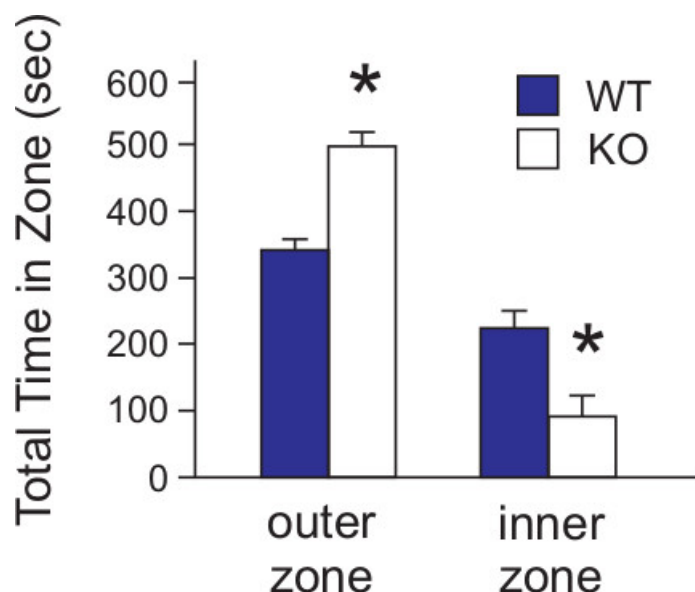 Total Time in Zone (sec)
600
500
400
300
200
100
0
*
*
WT
KO
outer
zone
inner
zone